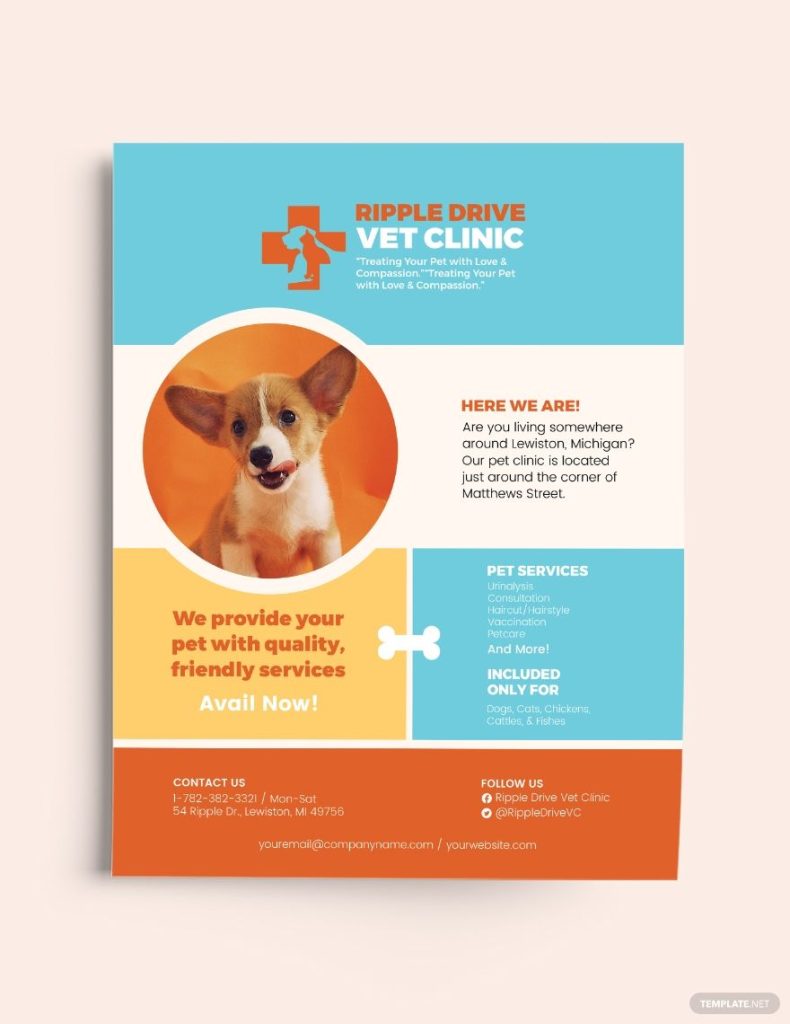 RIPPLE DRIVE
VET CLINIC
"Treating Your Pet with Love &
Compassion.""Treating Your Pet
with Love & Compassion."
HERE WE ARE!
Are you living somewhere
around Lewiston, Michigan?
Our pet clinic is located
just around the corner of
Matthews Street.
We provide your
pet with quality,
friendly services
Avail Now!
PET SERVICES
Urinalysis
Consultation
Haircut/Hairstyle
Vaccination
Petcare
And More!
INCLUDED
ONLY FOR
Dogs, Cats, Chickens,
Cattles, & Fishes
CONTACT US
1-782-382-3321 / Mon-Sat
54 Ripple Dr., Lewiston, MI 49756
FOLLOW US
Ripple Drive Vet Clinic
@RippleDriveVC
youremail@companyname.com / yourwebsite.com
TEMPLATE.NET